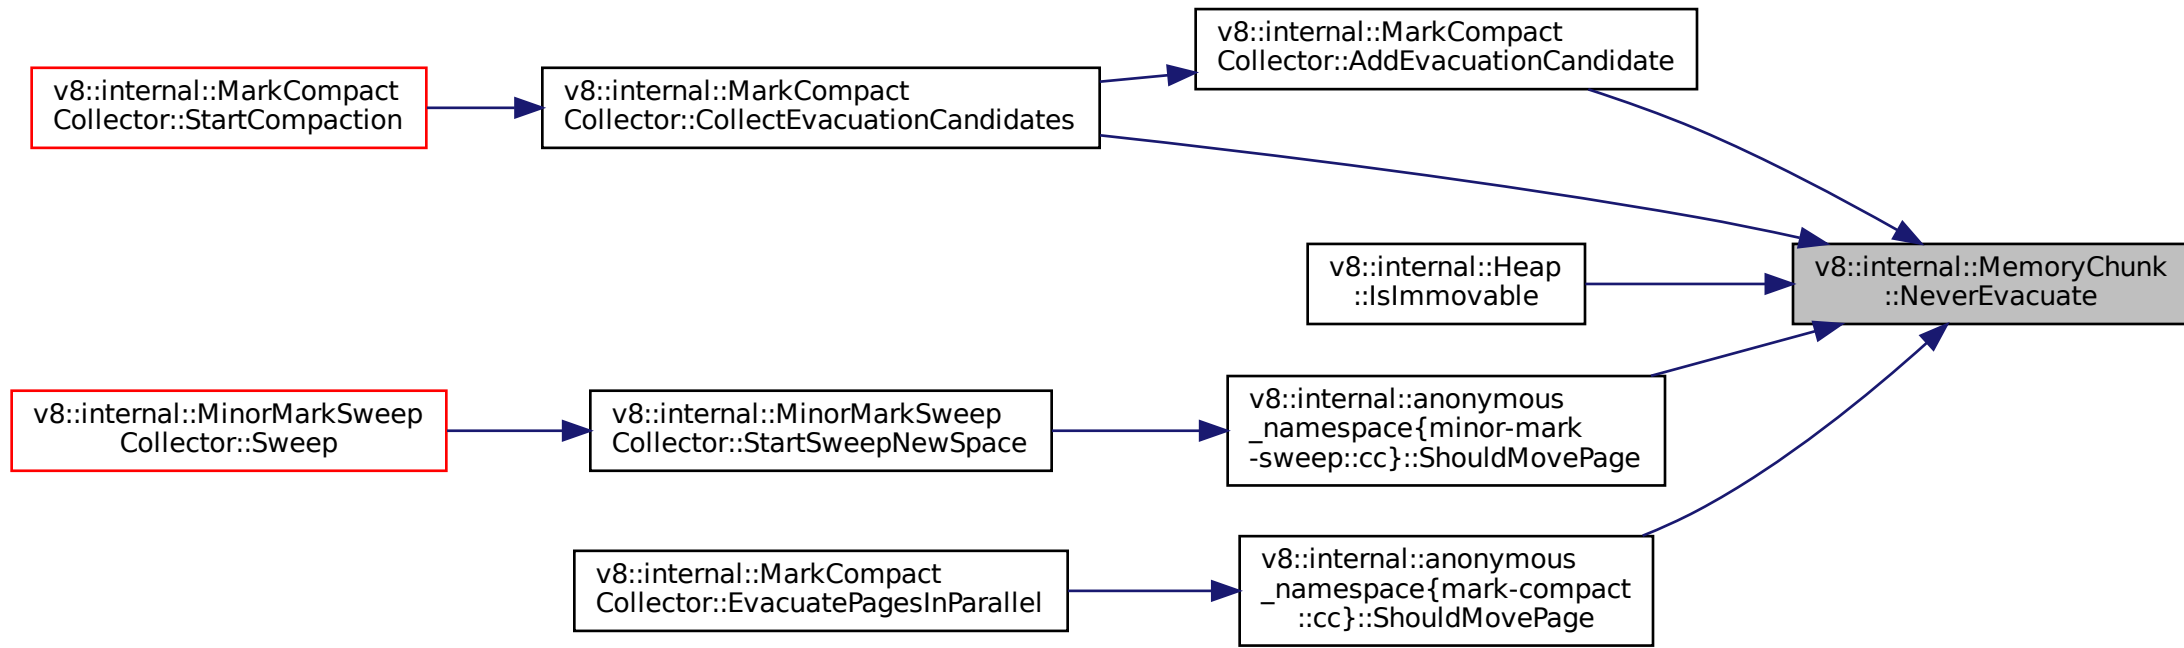 v8::internal::MarkCompact
Collector::AddEvacuationCandidate
v8::internal::MarkCompact
Collector::StartCompaction
v8::internal::MarkCompact
Collector::CollectEvacuationCandidates
v8::internal::Heap
::IsImmovable
v8::internal::MemoryChunk
::NeverEvacuate
v8::internal::MinorMarkSweep
Collector::Sweep
v8::internal::MinorMarkSweep
Collector::StartSweepNewSpace
v8::internal::anonymous
_namespace{minor-mark
-sweep::cc}::ShouldMovePage
v8::internal::MarkCompact
Collector::EvacuatePagesInParallel
v8::internal::anonymous
_namespace{mark-compact
::cc}::ShouldMovePage